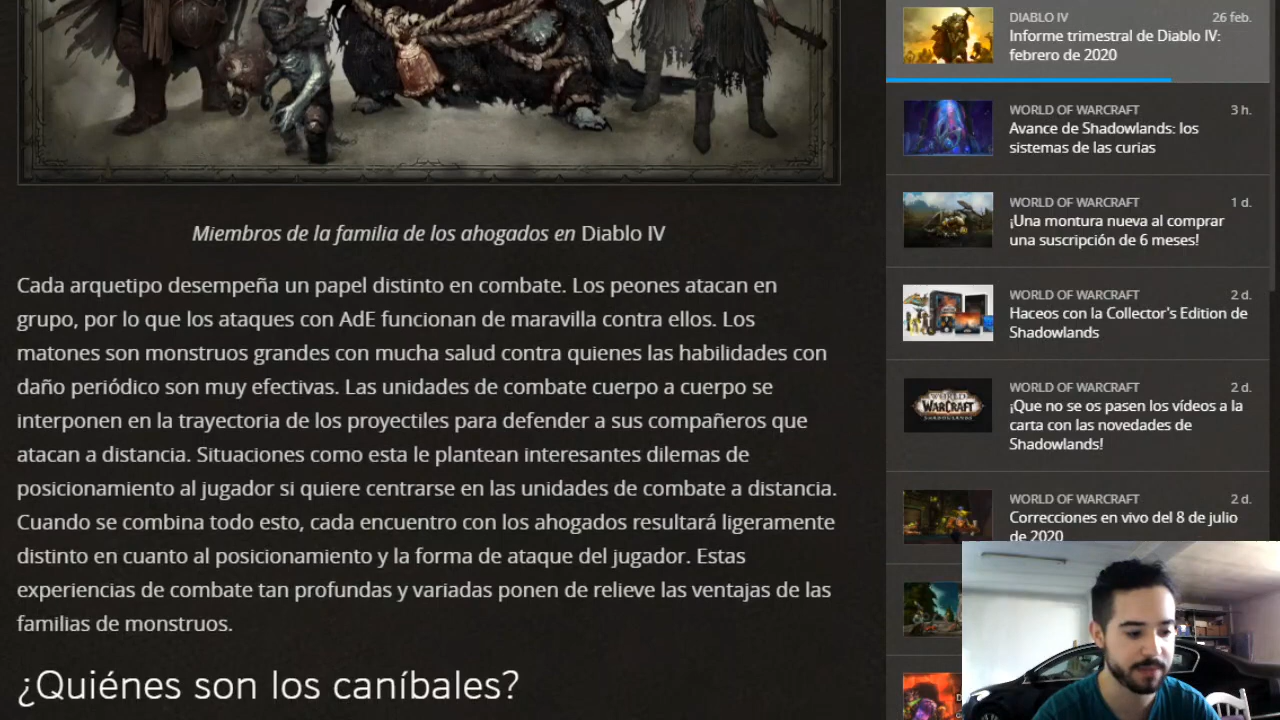 Miembros de la familia de los ahogados en Diablo IV
Cada arquetipo desempeña un papel distinto en combate. Los peones atacan en
grupo, por lo que los ataques con AdE funcionan de maravilla contra ellos. Los
matones son monstruos grandes con mucha salud contra quienes las habilidades con
daño periódico son muy efectivas. Las unidades de combate cuerpo a cuerpo se
interponen en la trayectoria de los proyectiles para defender a sus compañeros que
atacan a distancia. Situaciones como esta le plantean interesantes dilemas de
posicionamiento al jugador si quiere centrarse en las unidades de combate a distancia.
Cuando se combina todo esto, cada encuentro con los ahogados resultará ligeramente
distinto en cuanto al posicionamiento y la forma de ataque del jugador. Estas
experiencias de combate tan profundas y variadas ponen de relieve las ventajas de las
familias de monstruos.
¿Quiénes son los caníbales?
DIABLO IV 26 feb.
Informe trimestral de Diablo IV:
febrero de 2020
WORLD OF WARCRAFT 3 h.
Avance de Shadowlands: los
sistemas de las curias
WORLD OF WARCRAFT 1 d.
¡Una montura nueva al comprar
una suscripción de 6 meses!
WORLD OF WARCRAFT 2 d.
Haceos con la Collector's Edition de
Shadowlands
WORLD OF WARCRAFT 2 d.
¡Que no se os pasen los vídeos a la
carta con las novedades de
Shadowlands!
WORLD WARCRAFT
WORLD OF WARCRAFT 2 d.
Correcciones en vivo del 8 de julio
de 2020